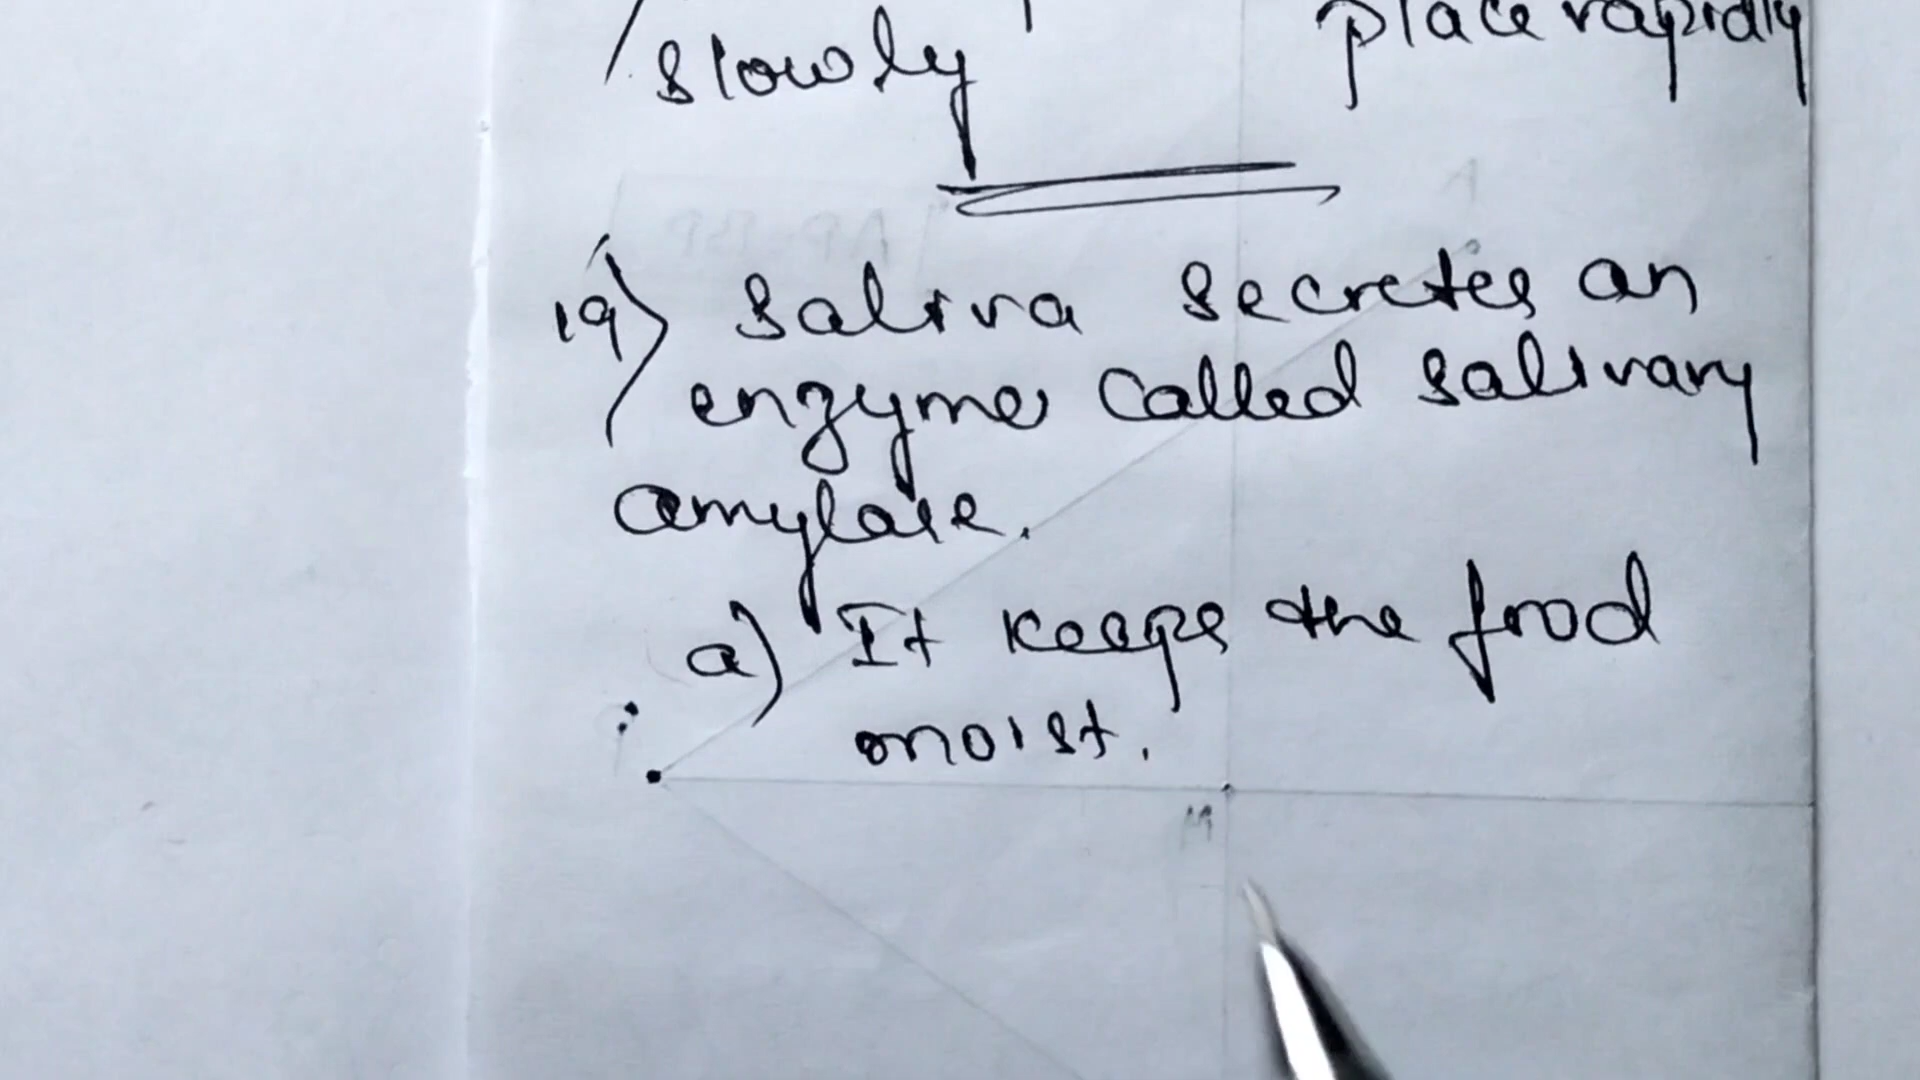 slowly place rapidly
19) Saliva secretes an
enzyme called salivary
amylase.
a) It keeps the food
moist.
M